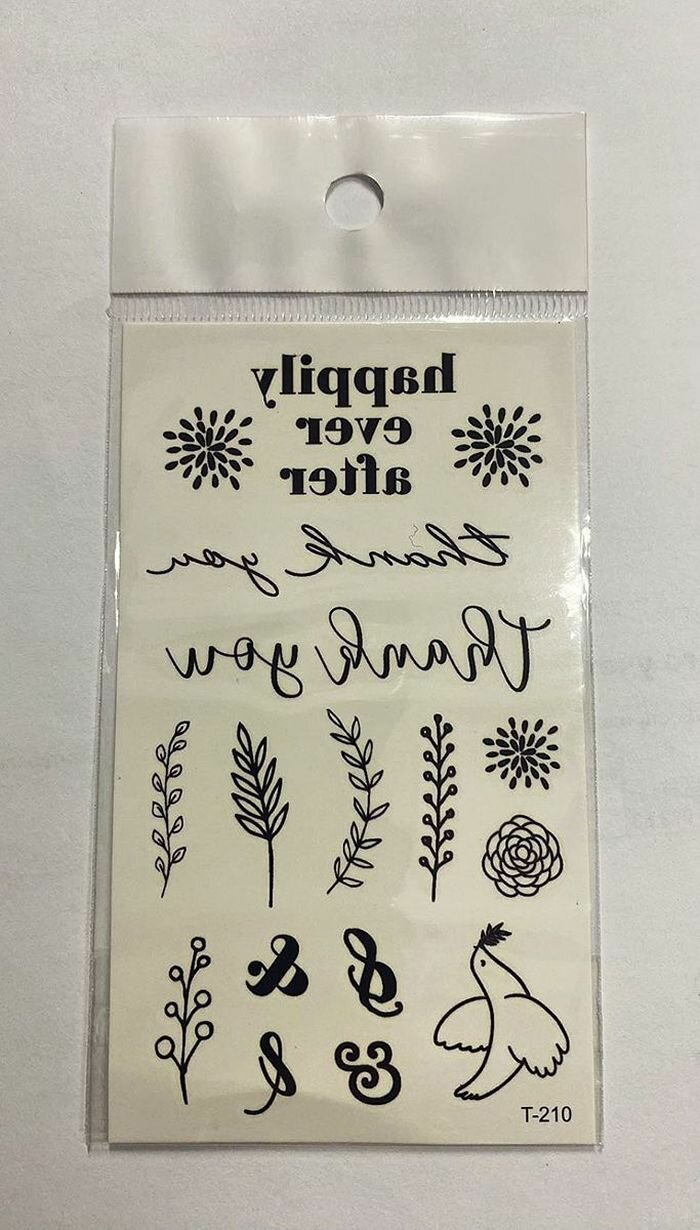 happily
ever
after
thank you
thank you
& &
& &
T-210